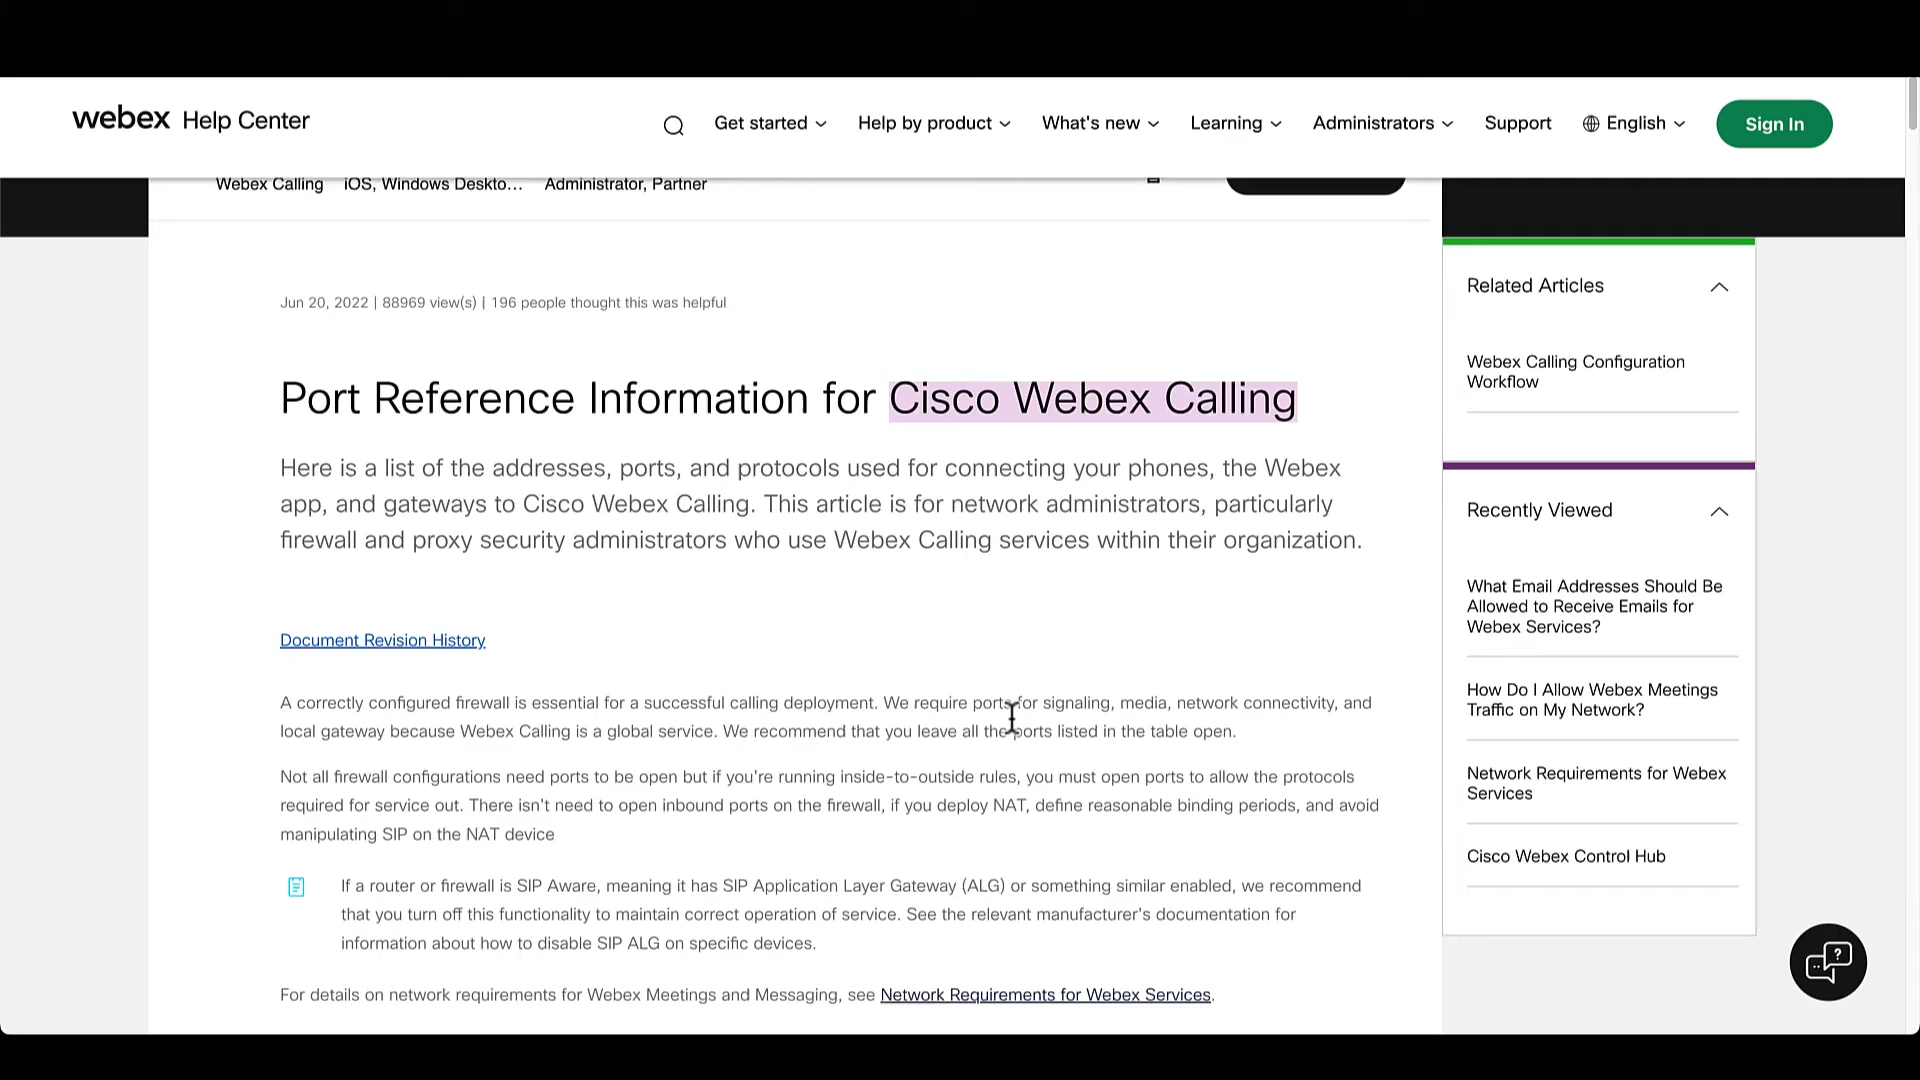 webex Help Center
Get started
Help by product
What's new
Learning
Administrators
Support
English
Sign In
Webex Calling iOS, Windows Deskto... Administrator, Partner
Jun 20, 2022 | 88969 view(s) | 196 people thought this was helpful
Port Reference Information for Cisco Webex Calling
Here is a list of the addresses, ports, and protocols used for connecting your phones, the Webex
app, and gateways to Cisco Webex Calling. This article is for network administrators, particularly
firewall and proxy security administrators who use Webex Calling services within their organization.
Document Revision History
A correctly configured firewall is essential for a successful calling deployment. We require ports for signaling, media, network connectivity, and
local gateway because Webex Calling is a global service. We recommend that you leave all the ports listed in the table open.
Not all firewall configurations need ports to be open but if you're running inside-to-outside rules, you must open ports to allow the protocols
required for service out. There isn't need to open inbound ports on the firewall, if you deploy NAT, define reasonable binding periods, and avoid
manipulating SIP on the NAT device
If a router or firewall is SIP Aware, meaning it has SIP Application Layer Gateway (ALG) or something similar enabled, we recommend
that you turn off this functionality to maintain correct operation of service. See the relevant manufacturer's documentation for
information about how to disable SIP ALG on specific devices.
For details on network requirements for Webex Meetings and Messaging, see Network Requirements for Webex Services.
Related Articles
Webex Calling Configuration
Workflow
Recently Viewed
What Email Addresses Should Be
Allowed to Receive Emails for
Webex Services?
How Do I Allow Webex Meetings
Traffic on My Network?
Network Requirements for Webex
Services
Cisco Webex Control Hub